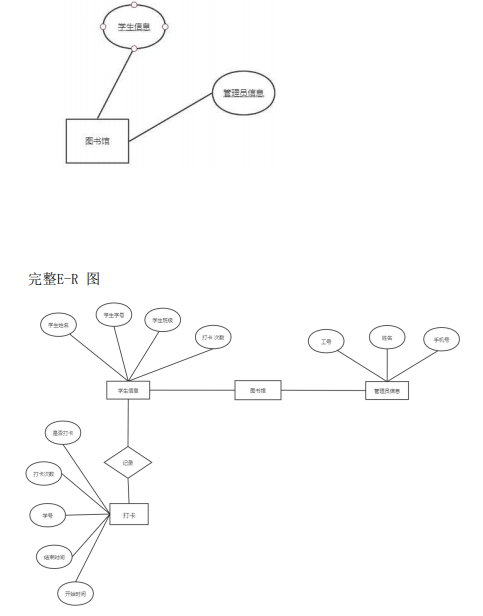 学生信息
管理员信息
图书馆
完整E-R 图
学生姓名
学生学号
学生班级
打卡 次数
工号
姓名
手机号
学生信息
图书馆
管理员信息
是否打卡
记录
打卡次数
学号
打卡
结束时间
开始时间